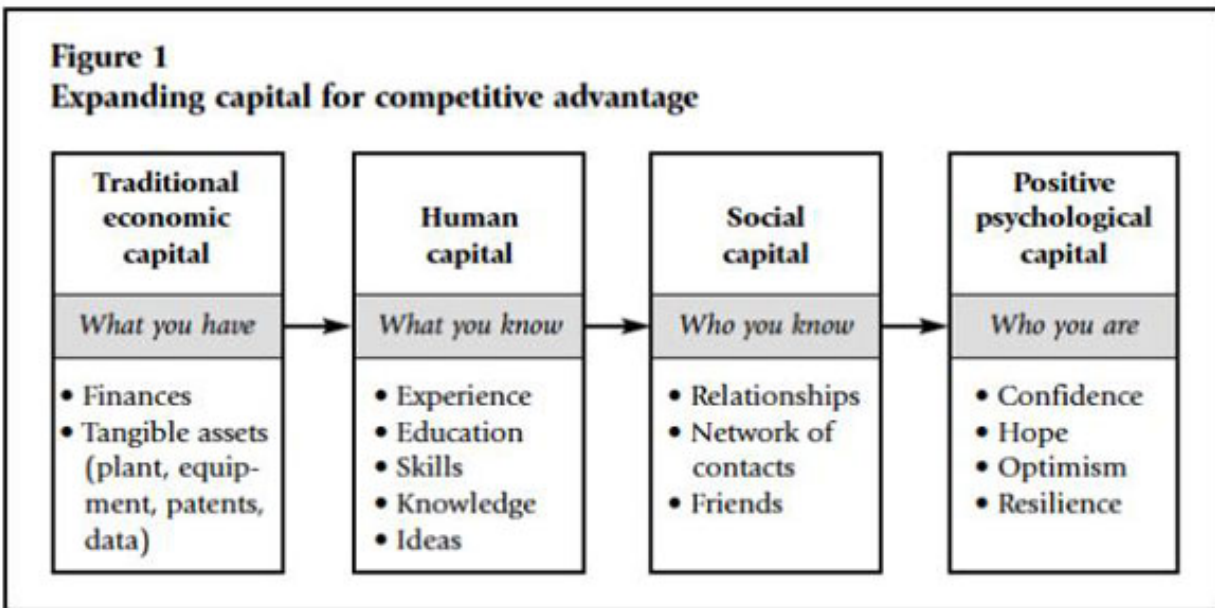 Figure 1
Expanding capital for competitive advantage
Traditional
economic
capital
What you have
• Finances
• Tangible assets
(plant, equip-
ment, patents,
data)
Human
capital
What you know
• Experience
• Education
• Skills
• Knowledge
• Ideas
Social
capital
Who you know
• Relationships
• Network of
contacts
• Friends
Positive
psychological
capital
Who you are
• Confidence
• Hope
• Optimism
• Resilience